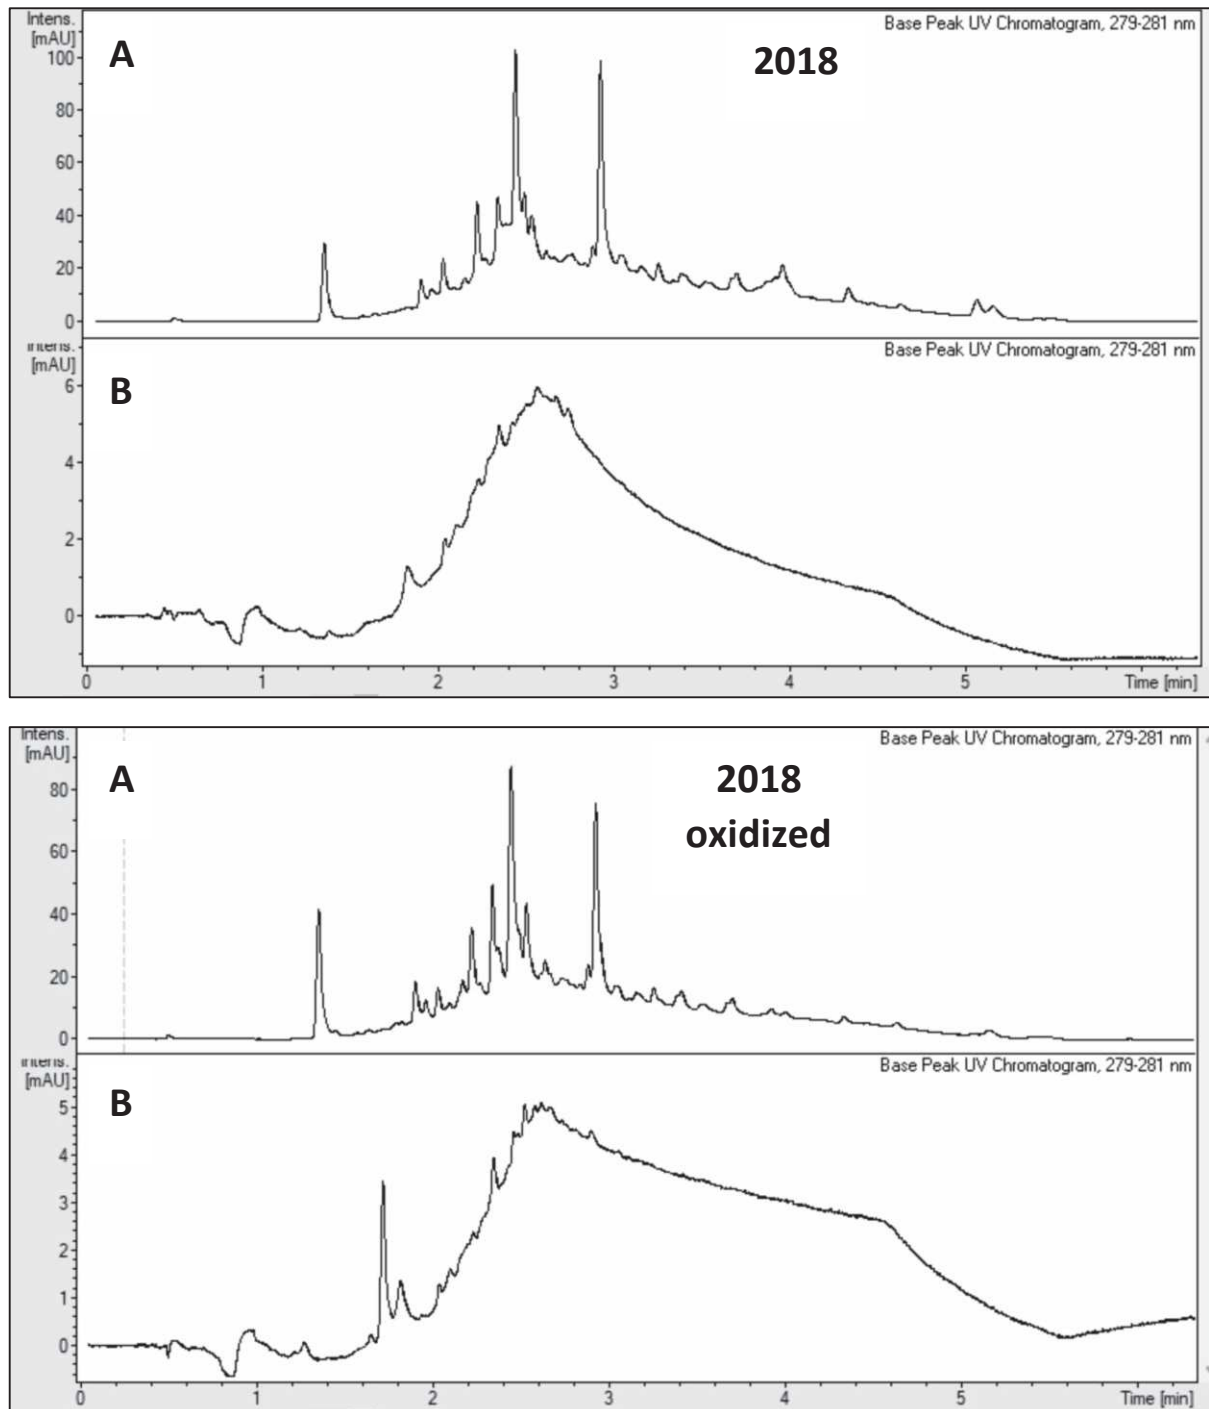 Intens.
[mAU]
Base Peak UV Chromatogram, 279-281 nm
A
2018
100
80
60
40
20
0
Intens.
[mAU]
Base Peak UV Chromatogram, 279-281 nm
B
6
4
2
0
0 1 2 3 4 5 Time [min]
Intens.
[mAU]
Base Peak UV Chromatogram, 279-281 nm
A
2018
oxidized
80
60
40
20
0
Intens.
[mAU]
Base Peak UV Chromatogram, 279-281 nm
B
5
4
3
2
1
0
0 1 2 3 4 5 Time [min]